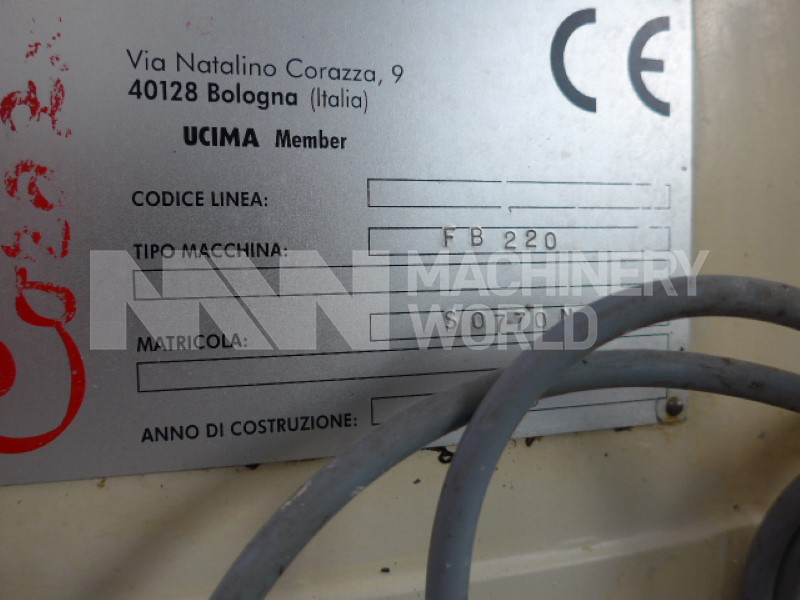 Via Natalino Corazza, 9
40128 Bologna (Italia)
CE
UCIMA Member
CODICE LINEA:
TIPO MACCHINA: FB 220
MACHINERY
WORLD
MATRICOLA: S0770N
ANNO DI COSTRUZIONE: